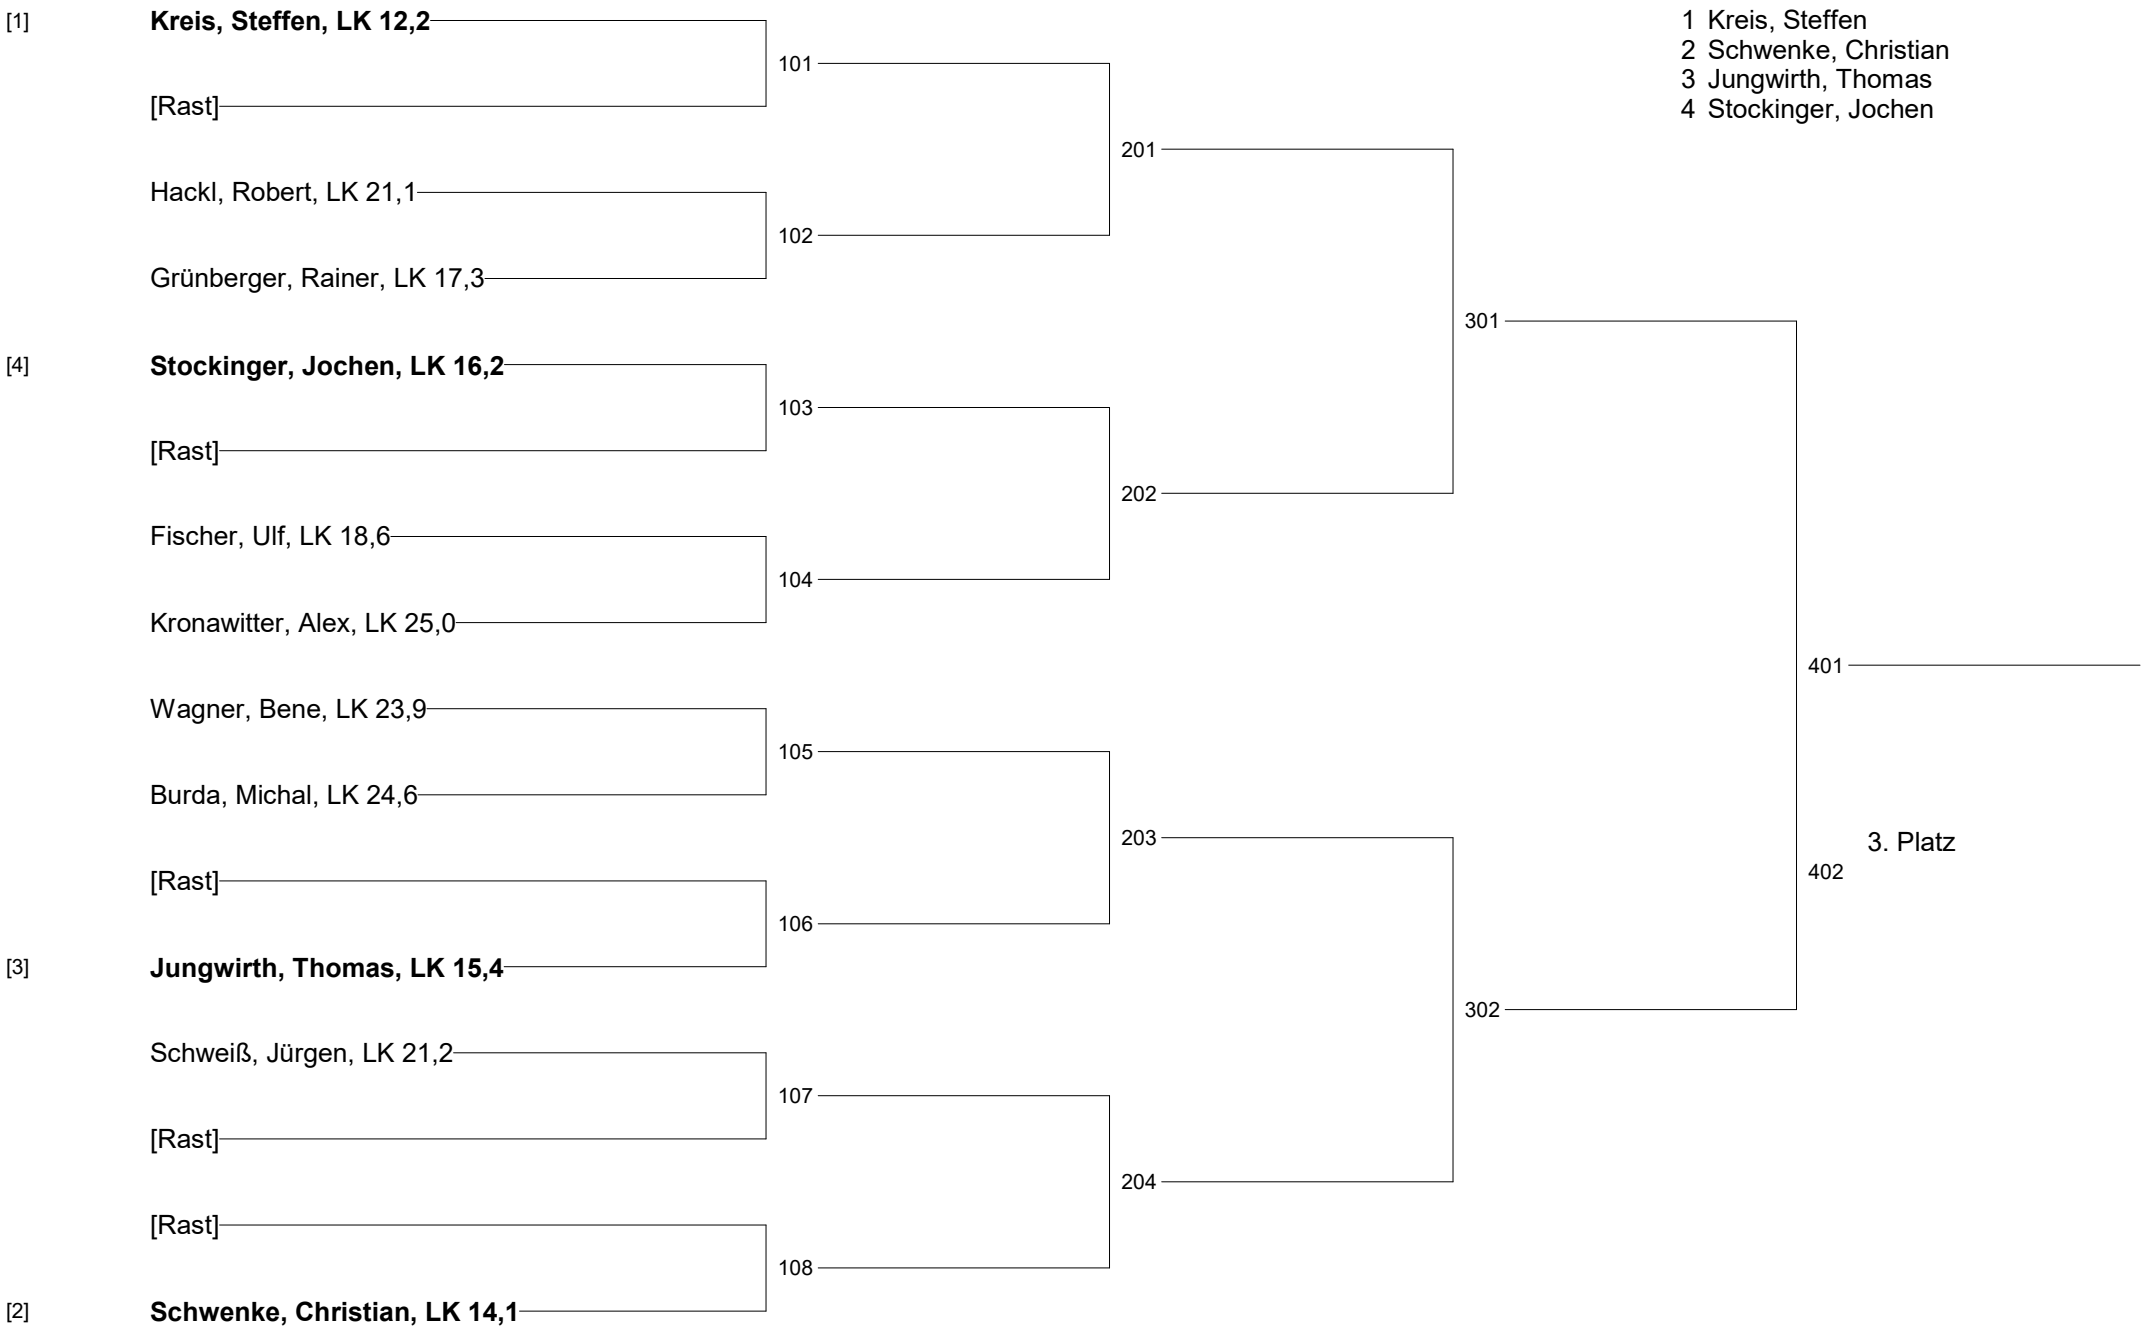 [1] Kreis, Steffen, LK 12,2
1 Kreis, Steffen
2 Schwenke, Christian
3 Jungwirth, Thomas
4 Stockinger, Jochen
101
[Rast]
201
Hackl, Robert, LK 21,1
102
Grünberger, Rainer, LK 17,3
301
[4] Stockinger, Jochen, LK 16,2
103
[Rast]
202
Fischer, Ulf, LK 18,6
104
Kronawitter, Alex, LK 25,0
401
Wagner, Bene, LK 23,9
105
Burda, Michal, LK 24,6
203
3. Platz
402
[Rast]
106
[3] Jungwirth, Thomas, LK 15,4
302
Schweiß, Jürgen, LK 21,2
107
[Rast]
204
[Rast]
108
[2] Schwenke, Christian, LK 14,1